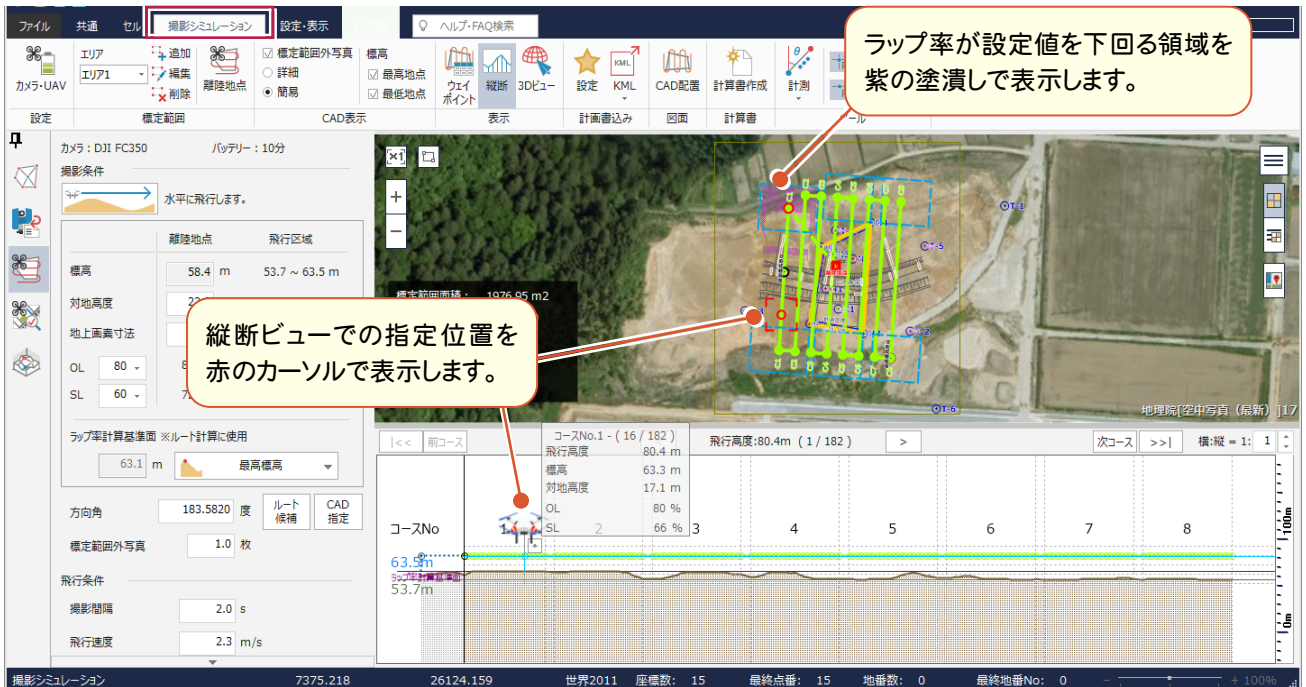 ファイル 共通 セル 撮影シミュレーション 設定・表示 ヘルプ・FAQ検索
ラップ率が設定値を下回る領域を
紫の塗潰しで表示します。
カメラ・UAV
エリア
エリア1
追加
編集
削除
離陸地点
標定範囲外写真
詳細
簡易
標高
最高地点
最低地点
ウェイ
ポイント
縦断
3Dビュー
設定
KML
KML
CAD配置
計算書作成
計測
設定 標定範囲 CAD表示 表示 計画書込み 図面 計算書
カメラ:DJI FC350 バッテリー:10分
撮影条件
水平に飛行します。
離陸地点 飛行区域
標高 58.4 m 53.7 ~ 63.5 m
対地高度
地上画素寸法
OL 80
SL 60
縦断ビューでの指定位置を
赤のカーソルで表示します。
ラップ率計算基準面 ※ルート計算に使用
63.1 m 最高標高
方向角 183.5820 度
ルート
候補
CAD
指定
標定範囲外写真 1.0 枚
飛行条件
撮影間隔 2.0 s
飛行速度 2.3 m/s
×1
+
−
標定範囲面積: 1976.95 m2
T-1
T-5
T-2
T-6
地理院[空中写真(最新)]17
|<< 前コース
コースNo.1 - ( 16 / 182 )
飛行高度 80.4 m
標高 63.3 m
対地高度 17.1 m
OL 80 %
SL 66 %
飛行高度:80.4m ( 1 / 182 ) > 次コース >>| 横:縦 = 1: 1
コースNo 1 2 3 4 5 6 7 8
63.5m
ラップ率計算基準面
53.7m
100m
0m
撮影シミュレーション 7375.218 26124.159 世界2011 座標数: 15 最終点番: 15 地番数: 0 最終地番No: 0 − + 100%